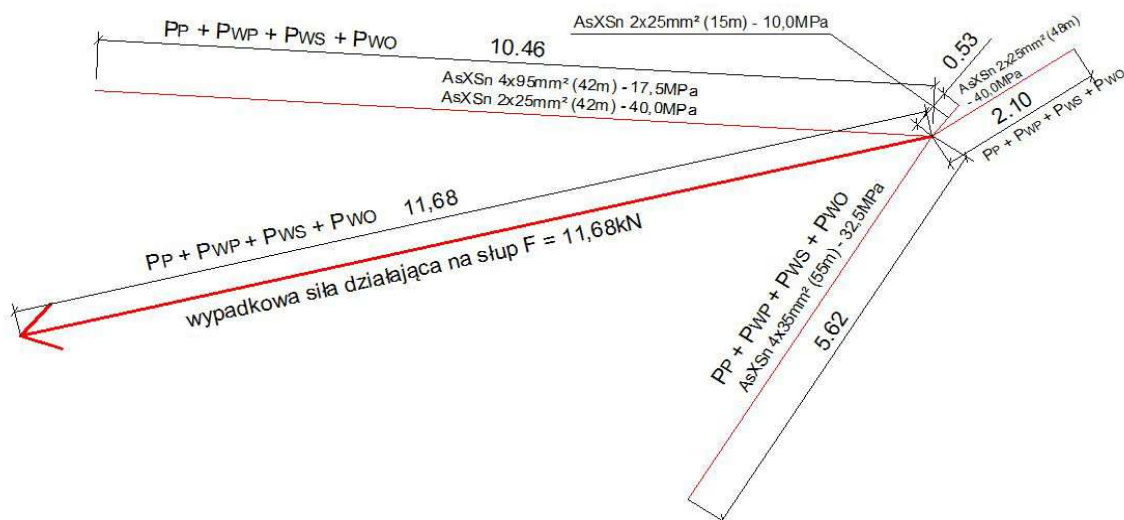 AsXSn 2x25mm² (15m) - 10,0MPa
PP + PWP + PWS + PWO
10.46
0.53
AsXSn 2x25mm² (46m)
- 40,0MPa
AsXSn 4x95mm² (42m) - 17,5MPa
AsXSn 2x25mm² (42m) - 40,0MPa
2.10
PP + PWP + PWS + PWO
PP + PWP + PWS + PWO
11,68
wypadkowa siła działająca na słup F = 11,68kN
PP + PWP + PWS + PWO
AsXSn 4x35mm² (55m) - 32,5MPa
5.62